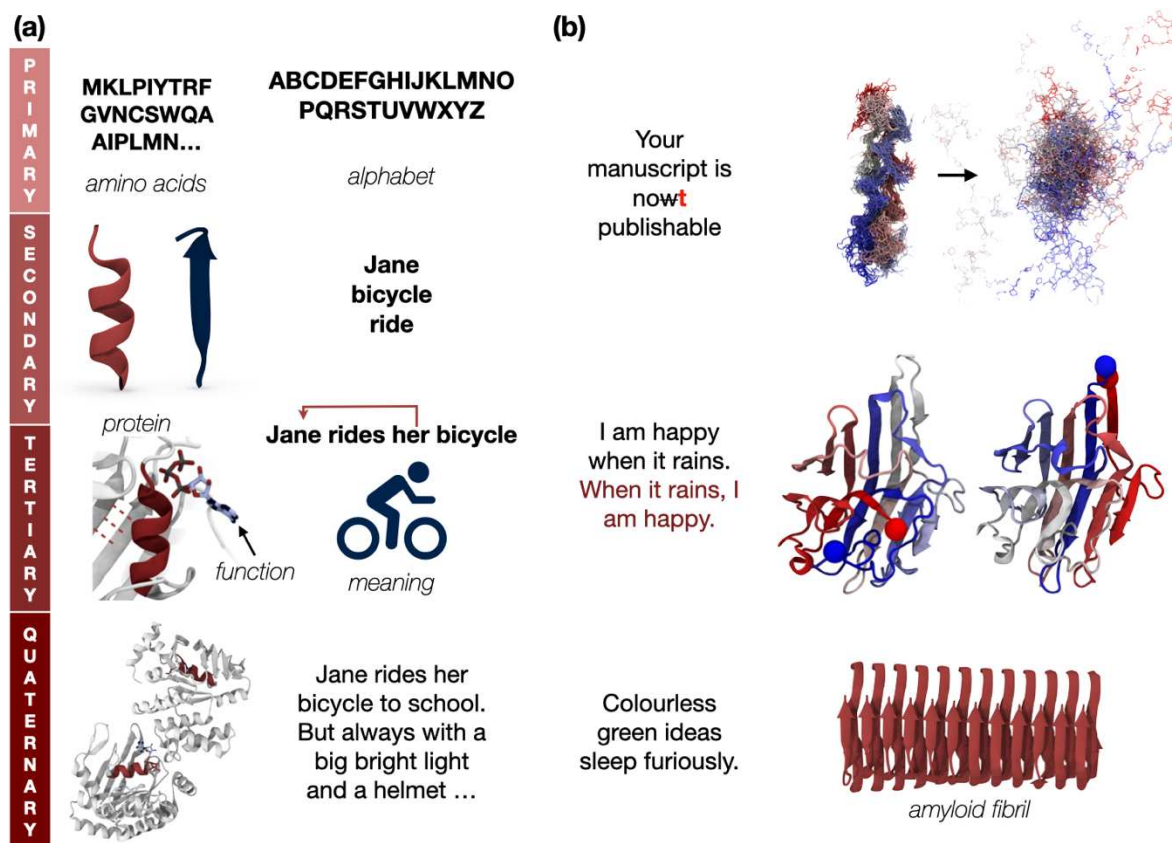 (a)
(b)
PRIMARY
MKLPIYTRF
GVNCSWQA
AIPLMN...
amino acids
ABCDEFGHIJKLMNO
PQRSTUVWXYZ
alphabet
Your
manuscript is
nowt
publishable
SECONDARY
Jane
bicycle
ride
TERTIARY
protein
function
Jane rides her bicycle
meaning
I am happy
when it rains.
When it rains, I
am happy.
QUATERNARY
Jane rides her
bicycle to school.
But always with a
big bright light
and a helmet ...
Colourless
green ideas
sleep furiously.
amyloid fibril